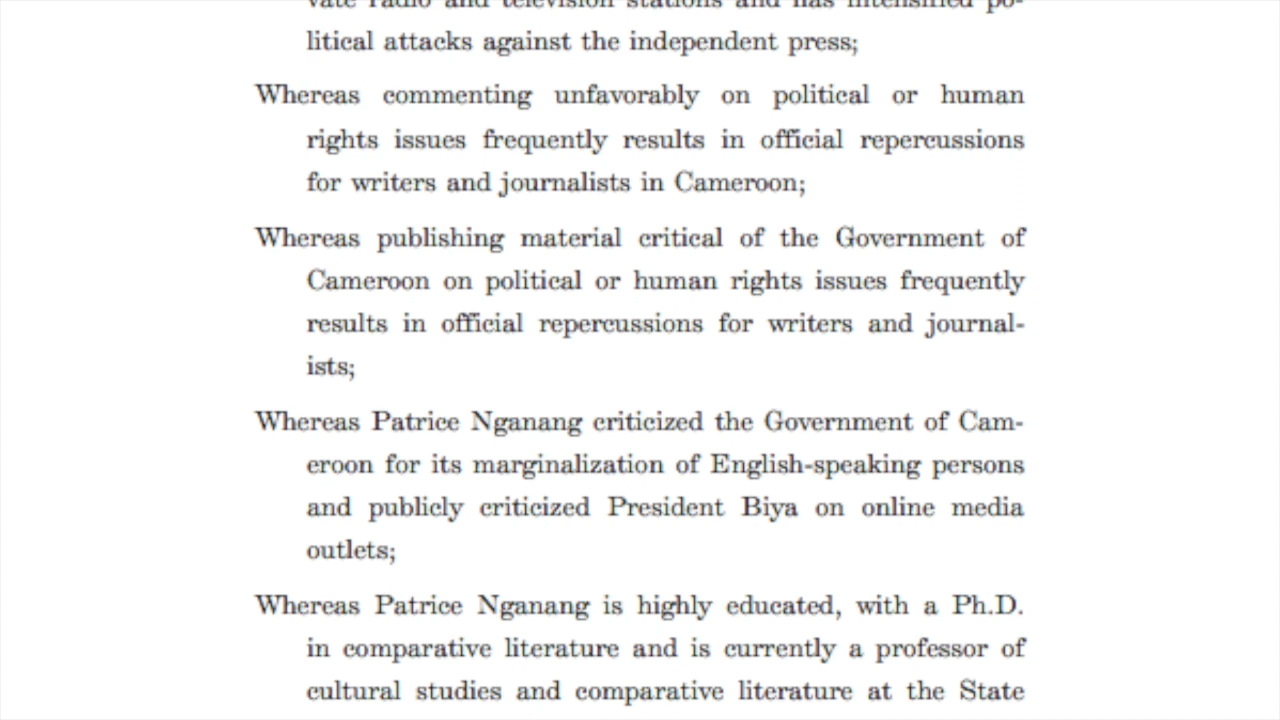 vate radio and television stations and has intensified po-
litical attacks against the independent press;
Whereas commenting unfavorably on political or human
rights issues frequently results in official repercussions
for writers and journalists in Cameroon;
Whereas publishing material critical of the Government of
Cameroon on political or human rights issues frequently
results in official repercussions for writers and journal-
ists;
Whereas Patrice Nganang criticized the Government of Cam-
eroon for its marginalization of English-speaking persons
and publicly criticized President Biya on online media
outlets;
Whereas Patrice Nganang is highly educated, with a Ph.D.
in comparative literature and is currently a professor of
cultural studies and comparative literature at the State